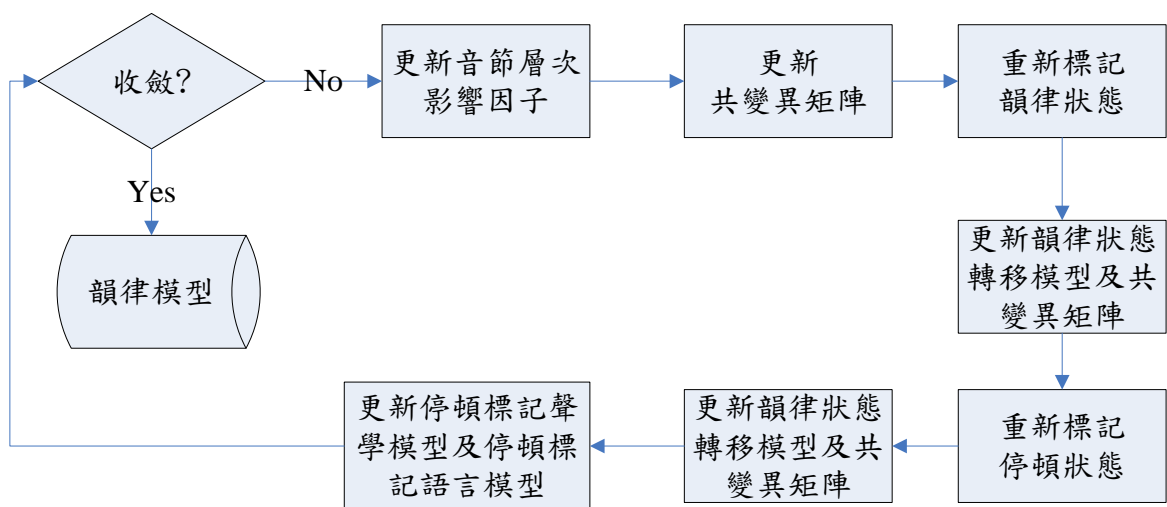 收斂?
No
更新音節層次
影響因子
更新
共變異矩陣
重新標記
韻律狀態
Yes
韻律模型
更新韻律狀態
轉移模型及共
變異矩陣
重新標記
停頓狀態
更新韻律狀態
轉移模型及共
變異矩陣
更新停頓標記聲
學模型及停頓標
記語言模型